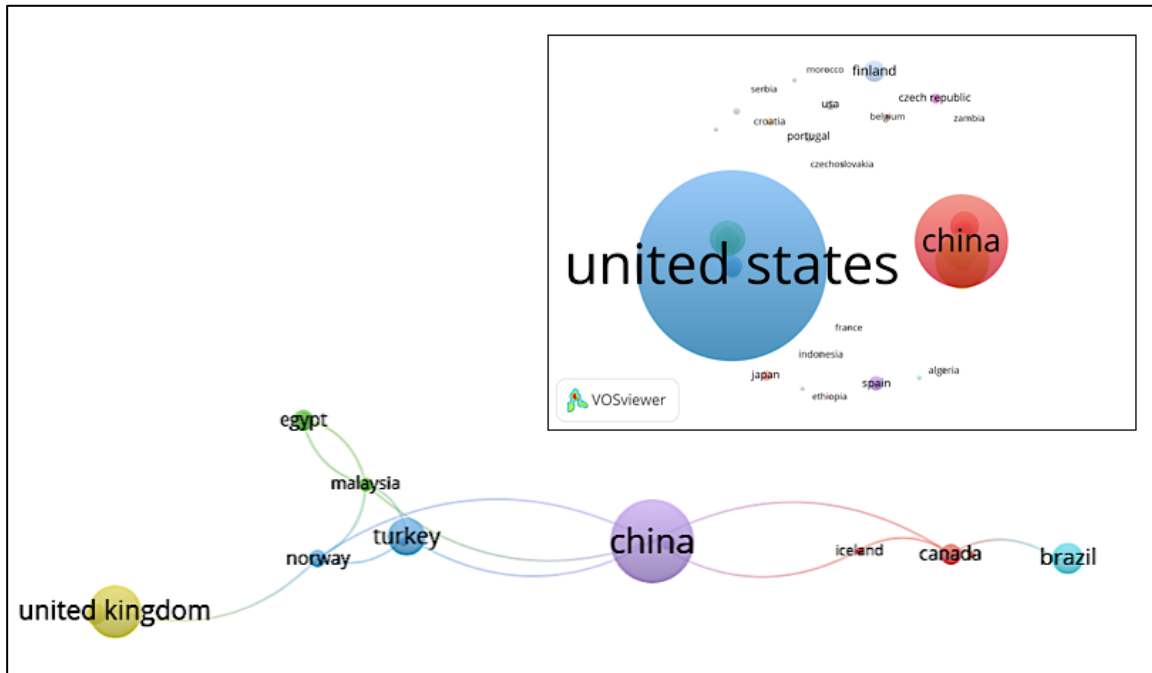 morocco
finland
serbia
usa
czech republic
croatia
belgium
zambia
portugal
czechoslovakia
china
united states
france
indonesia
japan
spain
algeria
ethiopia
VOSviewer
egypt
malaysia
turkey
china
norway
iceland
canada
brazil
united kingdom